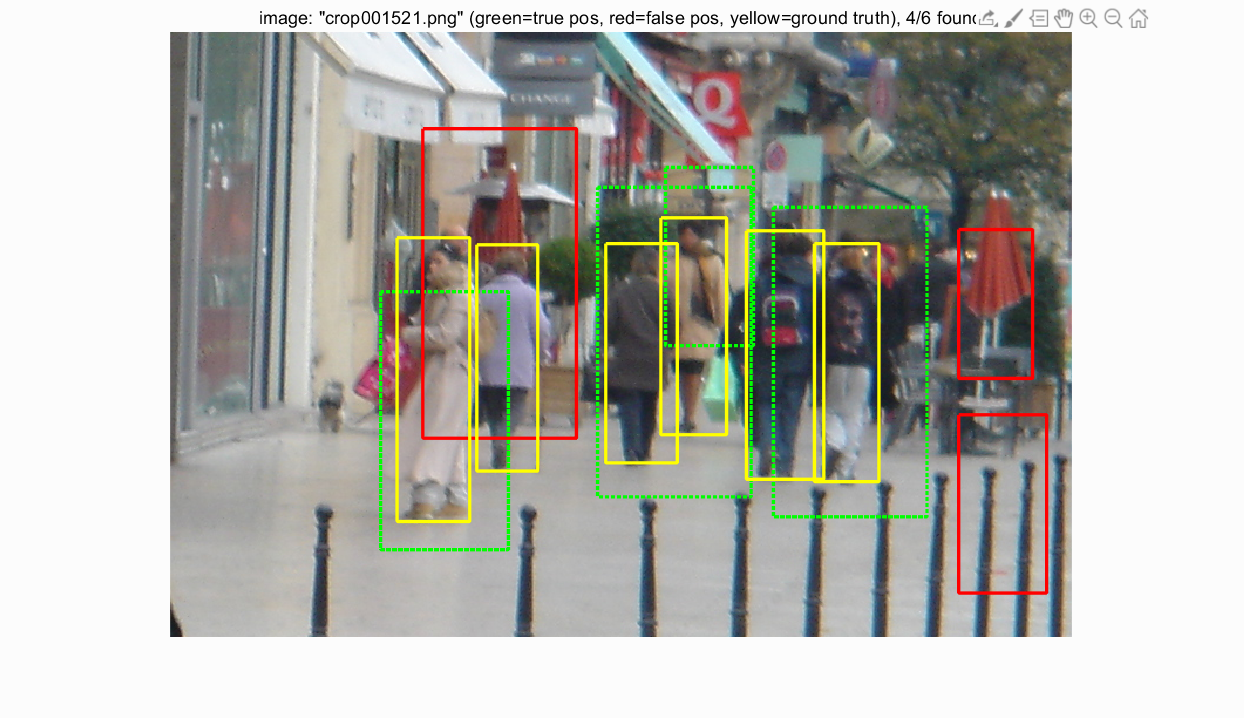 image: "crop001521.png" (green=true pos, red=false pos, yellow=ground truth), 4/6 found
CHANGE
Q